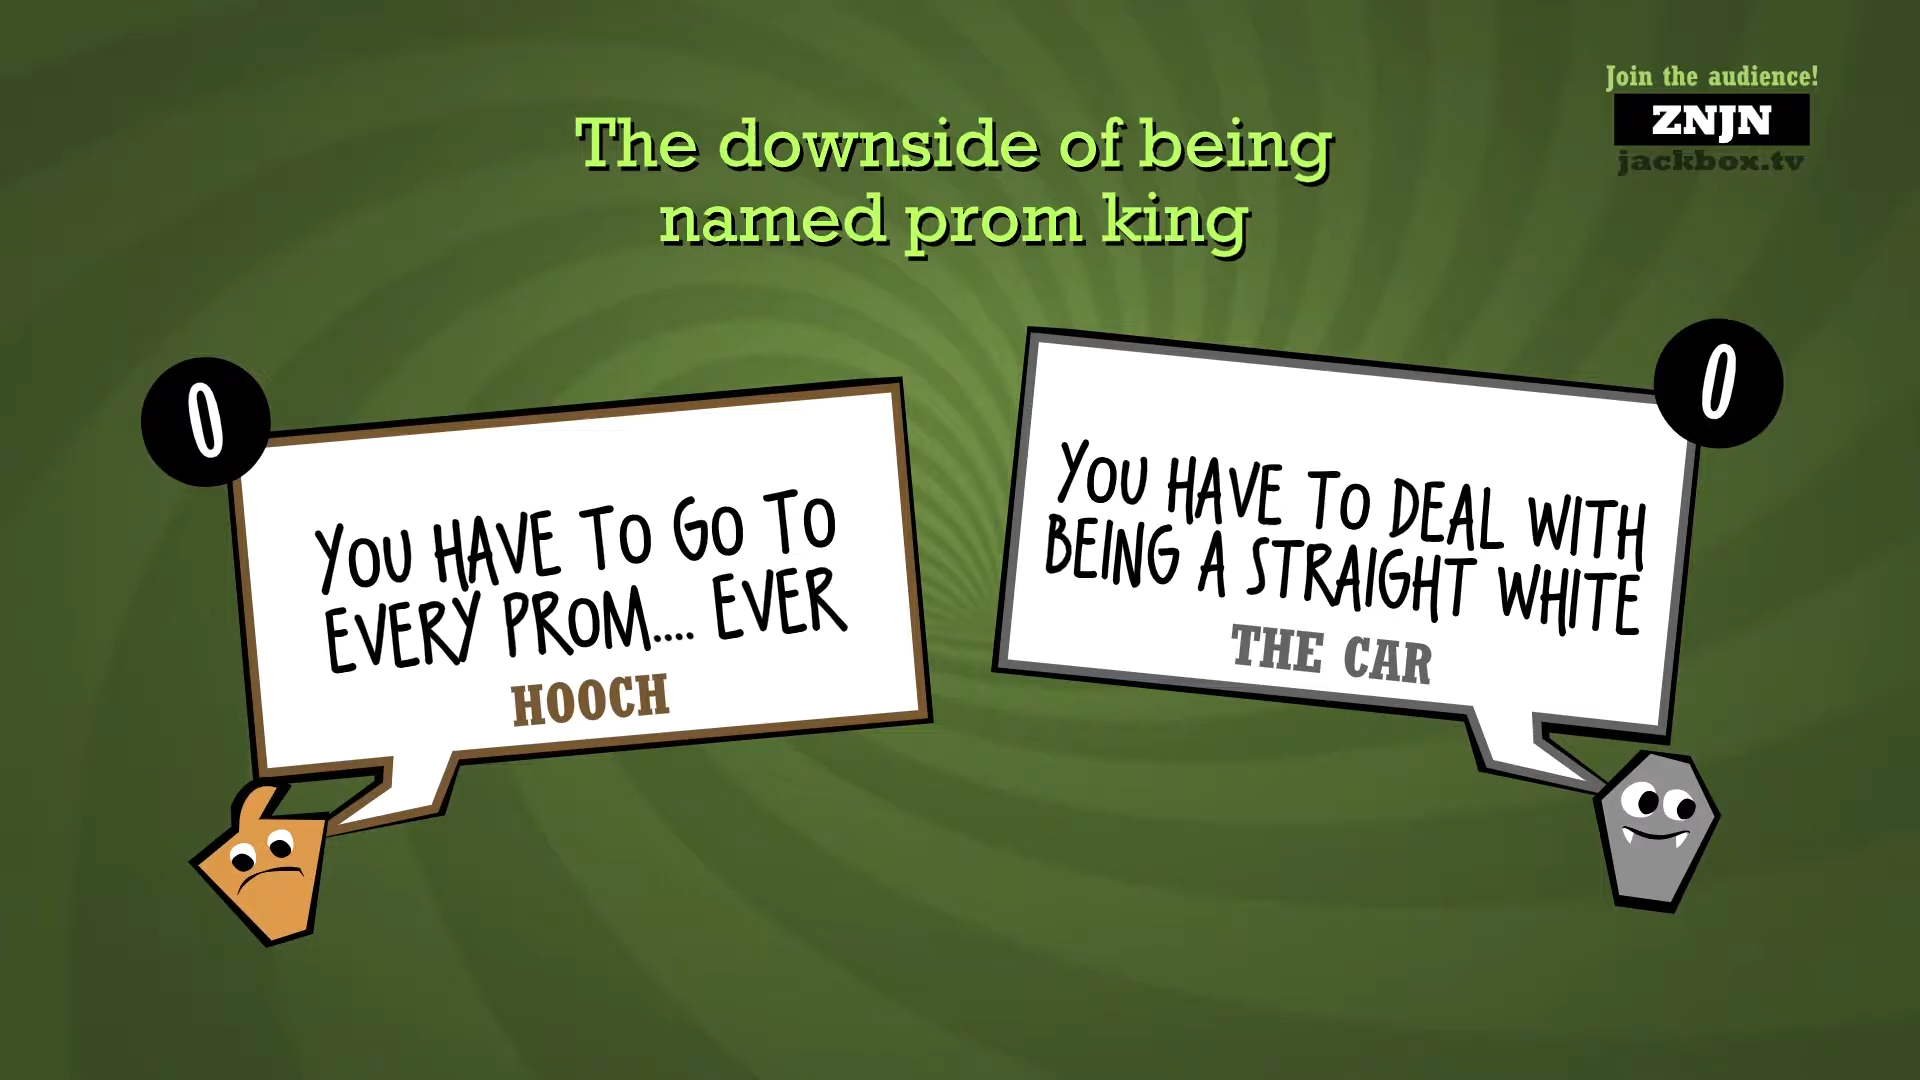 Join the audience!
ZNJN
jackbox.tv
The downside of being
named prom king
0
YOU HAVE TO GO TO
EVERY PROM.... EVER
HOOCH
0
YOU HAVE TO DEAL WITH
BEING A STRAIGHT WHITE
THE CAR